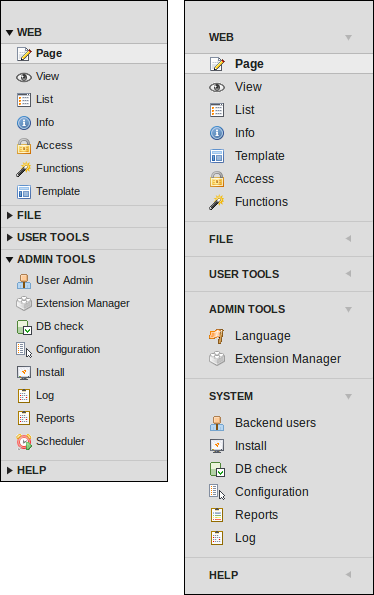 WEB
Page
View
List
Info
Access
Functions
Template
FILE
USER TOOLS
ADMIN TOOLS
User Admin
Extension Manager
DB check
Configuration
Install
Log
Reports
Scheduler
HELP
WEB
Page
View
List
Info
Template
Access
Functions
FILE
USER TOOLS
ADMIN TOOLS
Language
Extension Manager
SYSTEM
Backend users
Install
DB check
Configuration
Reports
Log
HELP